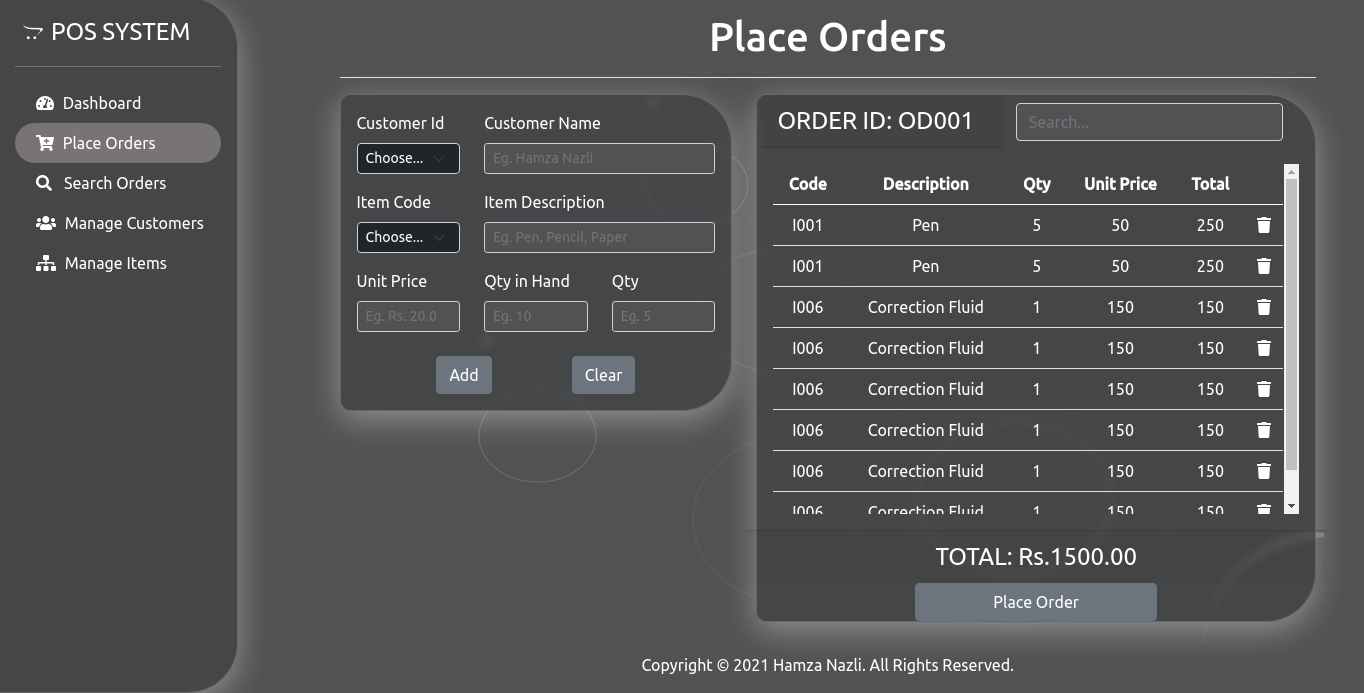 POS SYSTEM
Dashboard
Place Orders
Search Orders
Manage Customers
Manage Items
Place Orders
Customer Id Customer Name
Choose... Eg. Hamza Nazli
Item Code Item Description
Choose... Eg. Pen, Pencil, Paper
Unit Price Qty in Hand Qty
Eg. Rs. 20.0 Eg. 10 Eg. 5
Add Clear
ORDER ID: OD001 Search...
Code Description Qty Unit Price Total
I001 Pen 5 50 250
I001 Pen 5 50 250
I006 Correction Fluid 1 150 150
I006 Correction Fluid 1 150 150
I006 Correction Fluid 1 150 150
I006 Correction Fluid 1 150 150
I006 Correction Fluid 1 150 150
I006 Correction Fluid 1 150 150
TOTAL: Rs.1500.00
Place Order
Copyright © 2021 Hamza Nazli. All Rights Reserved.